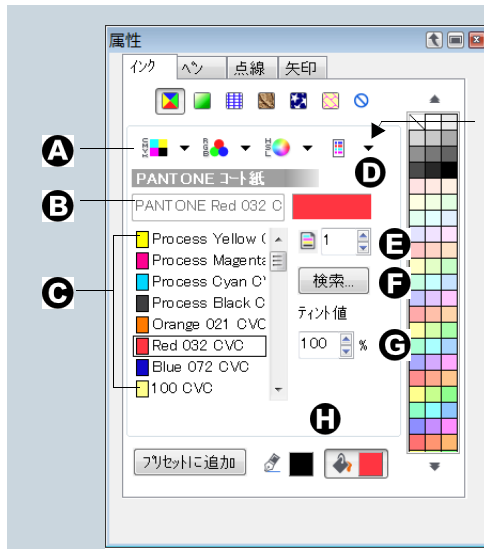 属性
インク ペン 点線 矢印
A
C M Y K R G B H S L
D
PANTONE コート紙
B
PANTONE Red 032 C
Process Yellow (
1
E
Process Magenta
C
Process Cyan C
検索...
F
Process Black C
ティント値
Orange 021 CVC
Red 032 CVC
100 %
G
Blue 072 CVC
100 CVC
H
プリセットに追加